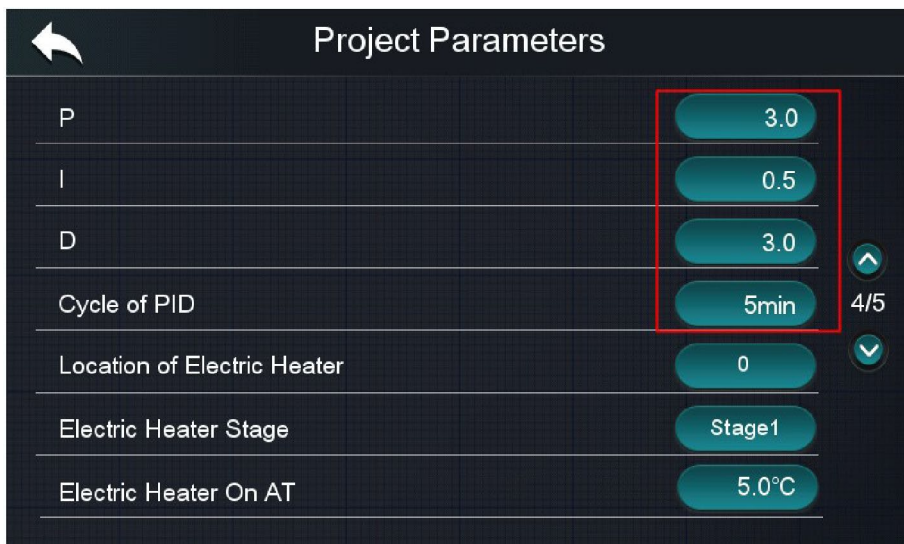 Project Parameters
P 3.0
I 0.5
D 3.0
Cycle of PID 5min 4/5
Location of Electric Heater 0
Electric Heater Stage Stage1
Electric Heater On AT 5.0°C